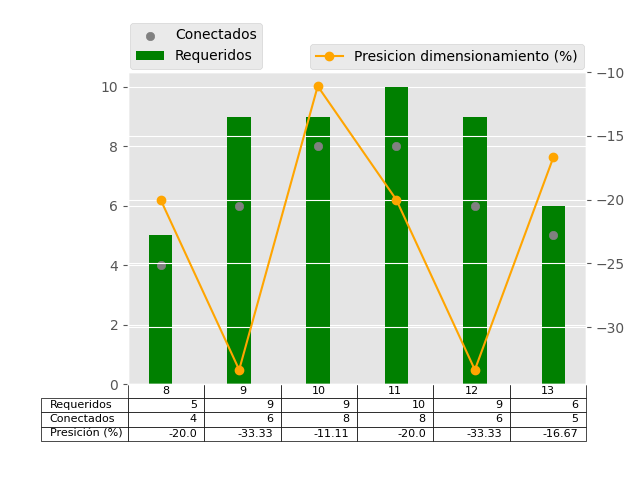 Conectados
Requeridos
Presicion dimensionamiento (%)
10
8
6
4
2
0
−10
−15
−20
−25
−30
8 9 10 11 12 13
Requeridos 5 9 9 10 9 6
Conectados 4 6 8 8 6 5
Presición (%) -20.0 -33.33 -11.11 -20.0 -33.33 -16.67